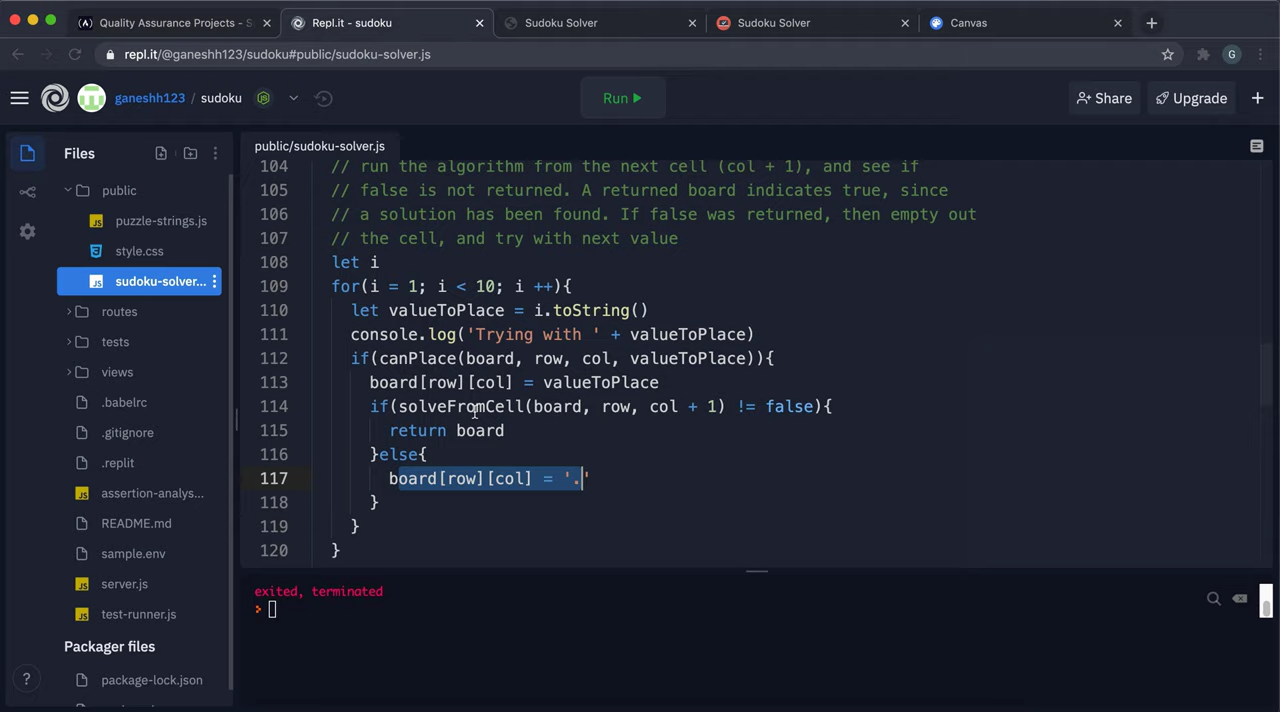 Quality Assurance Projects - S
Repl.it - sudoku
Sudoku Solver
Sudoku Solver
Canvas
repl.it/@ganeshh123/sudoku#public/sudoku-solver.js
G
ganeshh123 / sudoku
Run
Share
Upgrade
Files
public
puzzle-strings.js
style.css
sudoku-solver...
routes
tests
views
.babelrc
.gitignore
.replit
assertion-analys...
README.md
sample.env
server.js
test-runner.js
Packager files
package-lock.json
public/sudoku-solver.js
104 // run the algorithm from the next cell (col + 1), and see if
105 // false is not returned. A returned board indicates true, since
106 // a solution has been found. If false was returned, then empty out
107 // the cell, and try with next value
108 let i
109 for(i = 1; i < 10; i ++){
110 let valueToPlace = i.toString()
111 console.log('Trying with ' + valueToPlace)
112 if(canPlace(board, row, col, valueToPlace)){
113 board[row][col] = valueToPlace
114 if(solveFromCell(board, row, col + 1) != false){
115 return board
116 }else{
117 board[row][col] = '.'
118 }
119 }
120 }
exited, terminated
>
?